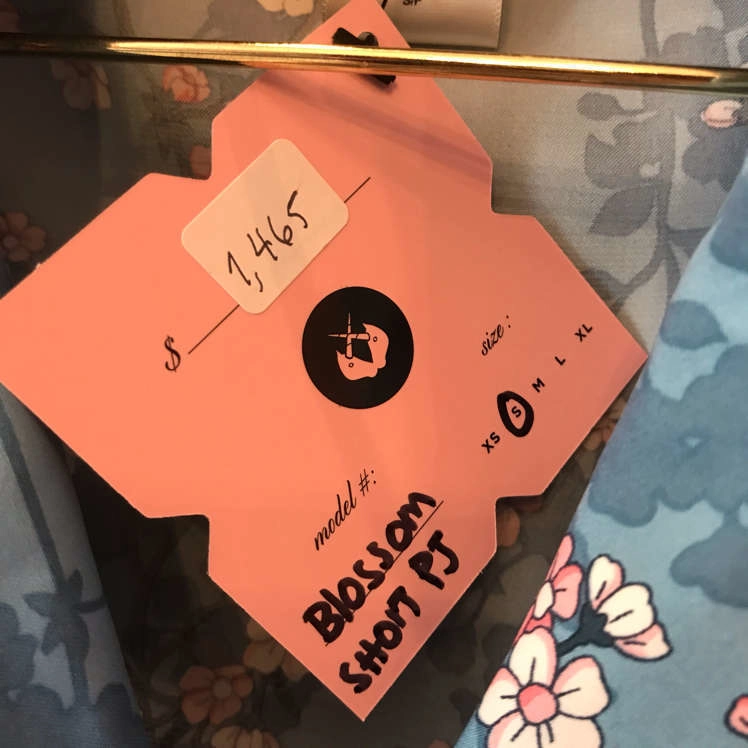 S/P
1,465
$
size:
XS S M L XL
model #:
Blossom
Short PJ